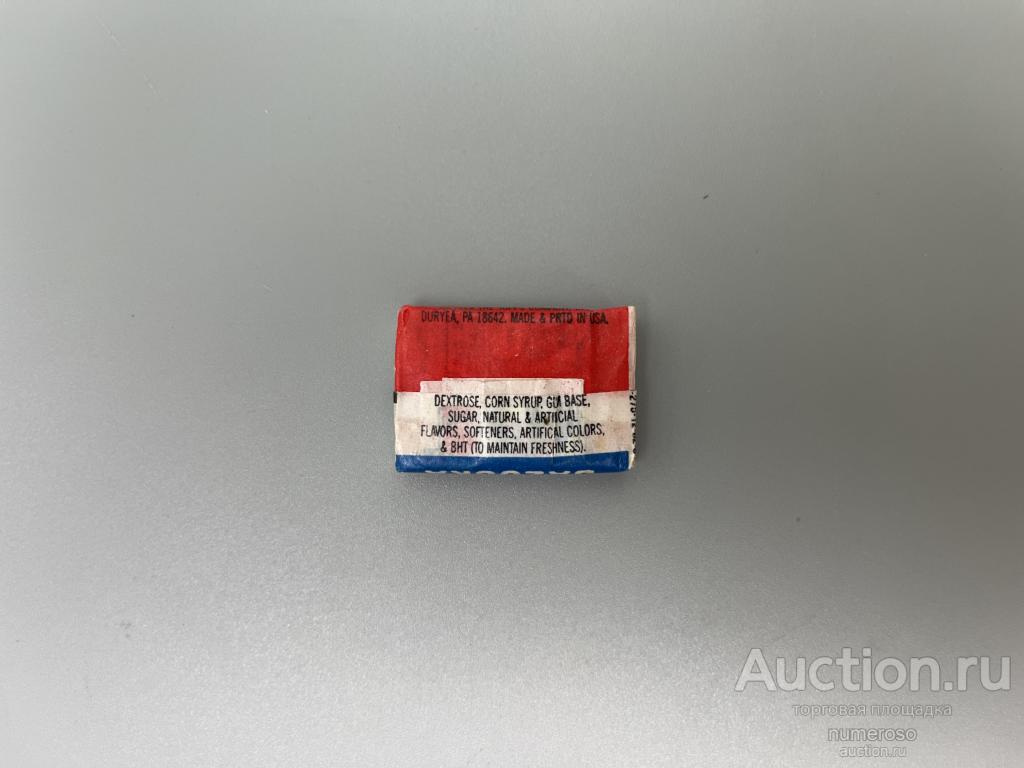 DURYEA, PA 18642. MADE & PRTD IN USA.
DEXTROSE, CORN SYRUP, GUM BASE,
SUGAR, NATURAL & ARTIICIAL
FLAVORS, SOFTENERS, ARTIFICAL COLORS,
& BHT (TO MAINTAIN FRESHNESS).
Auction.ru
торговая площадка
numeroso
auction.ru